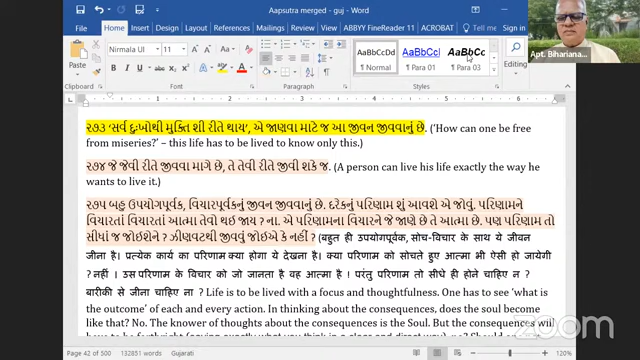 Aapsutra merged - guj - Word
File Home Insert Design Layout References Mailings Review View ABBYY FineReader 11 ACROBAT Tell me... Sign in Share
Nirmala UI 11
Clipboard Font Paragraph Styles
Paste
AaBbCcDd AaBbCcI AaBbCc
¶ Normal ¶ Para 01 ¶ Para 03
Editing
Apt. Bihariana...
૨૭૩ ‘સર્વ દુઃખોથી મુક્તિ શી રીતે થાય’, એ જાણવા માટે જ આ જીવન જીવવાનું છે. (‘How can one be free
from miseries?’ – this life has to be lived to know only this.)
૨૭૪ જે જેવી રીતે જીવવા માગે છે, તે તેવી રીતે જીવી શકે જ. (A person can live his life exactly the way he
wants to live it.)
૨૭૫ બહુ ઉપયોગપૂર્વક, વિચારપૂર્વકનું જીવન જીવવાનું છે. દરેકનું પરિણામ શું આવશે એ જોવું. પરિણામને
વિચારતાં વિચારતાં આત્મા તેવો થઈ જાય ? ના. એ પરિણામના વિચારને જે જાણે છે તે આત્મા છે. પણ પરિણામ તો
સીધાં જ જોઈશેને ? ઝીણવટથી જીવવું જોઈએ કે નહીં ? (बहुत ही उपयोगपूर्वक, सोच-विचार के साथ ये जीवन
जीना है। प्रत्येक कार्य का परिणाम क्या होगा ये देखना है। क्या परिणाम को सोचते हुए आत्मा भी ऐसी हो जायेगी
? नहीं । उस परिणाम के विचार को जो जानता है वह आत्मा है। परंतु परिणाम तो सीधे ही होने चाहिए न ?
बारीकी से जीना चाहिए ना ? Life is to be lived with a focus and thoughtfulness. One has to see ‘what is
the outcome’ of each and every action. In thinking about the consequences, does the soul become
like that? No. The knower of thoughts about the consequences is the Soul. But the consequences will
Page 42 of 500 132851 words Gujarati
LIVE
zoom